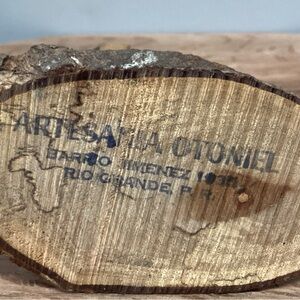 ARTESANIA OTONIEL
BARRIO JIMENEZ
RIO GRANDE, P. R.